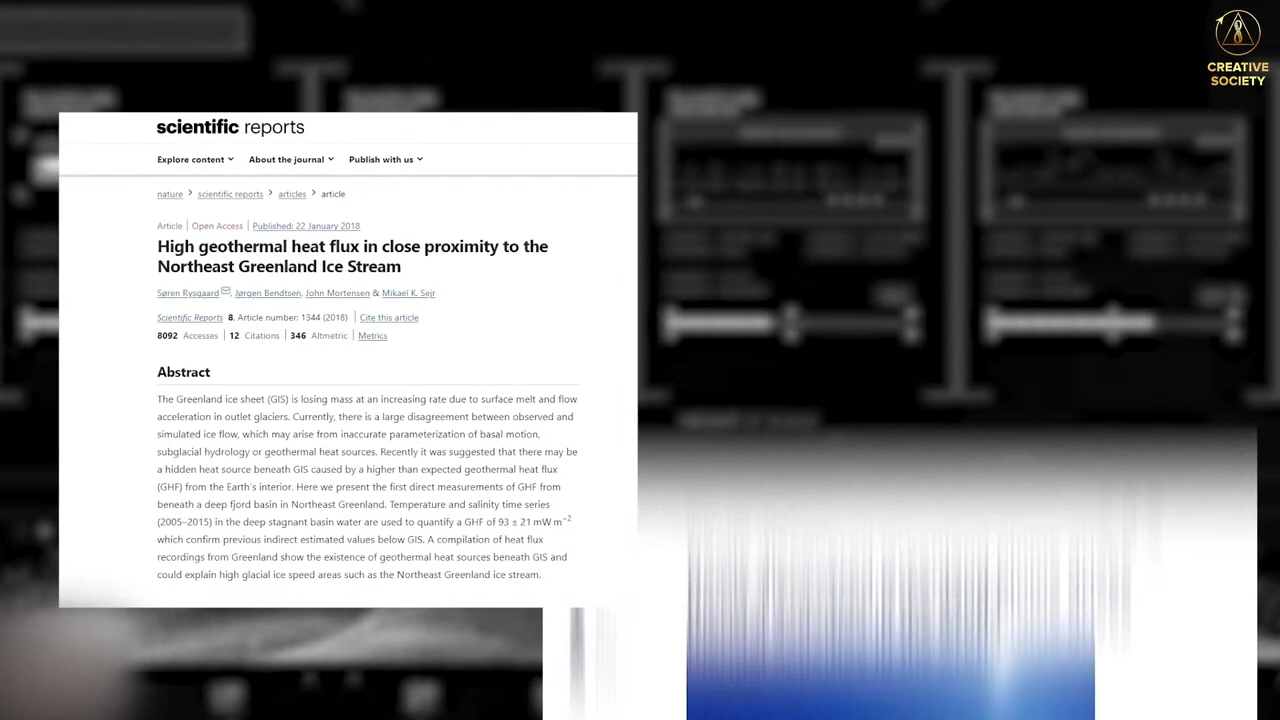 CREATIVE
SOCIETY
scientific reports
Explore content About the journal Publish with us
nature > scientific reports > articles > article
Article | Open Access | Published: 22 January 2018
High geothermal heat flux in close proximity to the
Northeast Greenland Ice Stream
Søren Rysgaard, Jørgen Bendtsen, John Mortensen & Mikael K. Sejr
Scientific Reports 8, Article number: 1344 (2018) | Cite this article
8092 Accesses | 12 Citations | 346 Altmetric | Metrics
Abstract
The Greenland ice sheet (GIS) is losing mass at an increasing rate due to surface melt and flow
acceleration in outlet glaciers. Currently, there is a large disagreement between observed and
simulated ice flow, which may arise from inaccurate parameterization of basal motion,
subglacial hydrology or geothermal heat sources. Recently it was suggested that there may be
a hidden heat source beneath GIS caused by a higher than expected geothermal heat flux
(GHF) from the Earth's interior. Here we present the first direct measurements of GHF from
beneath a deep fjord basin in Northeast Greenland. Temperature and salinity time series
(2005–2015) in the deep stagnant basin water are used to quantify a GHF of 93 ± 21 mW m⁻²
which confirm previous indirect estimated values below GIS. A compilation of heat flux
recordings from Greenland show the existence of geothermal heat sources beneath GIS and
could explain high glacial ice speed areas such as the Northeast Greenland ice stream.